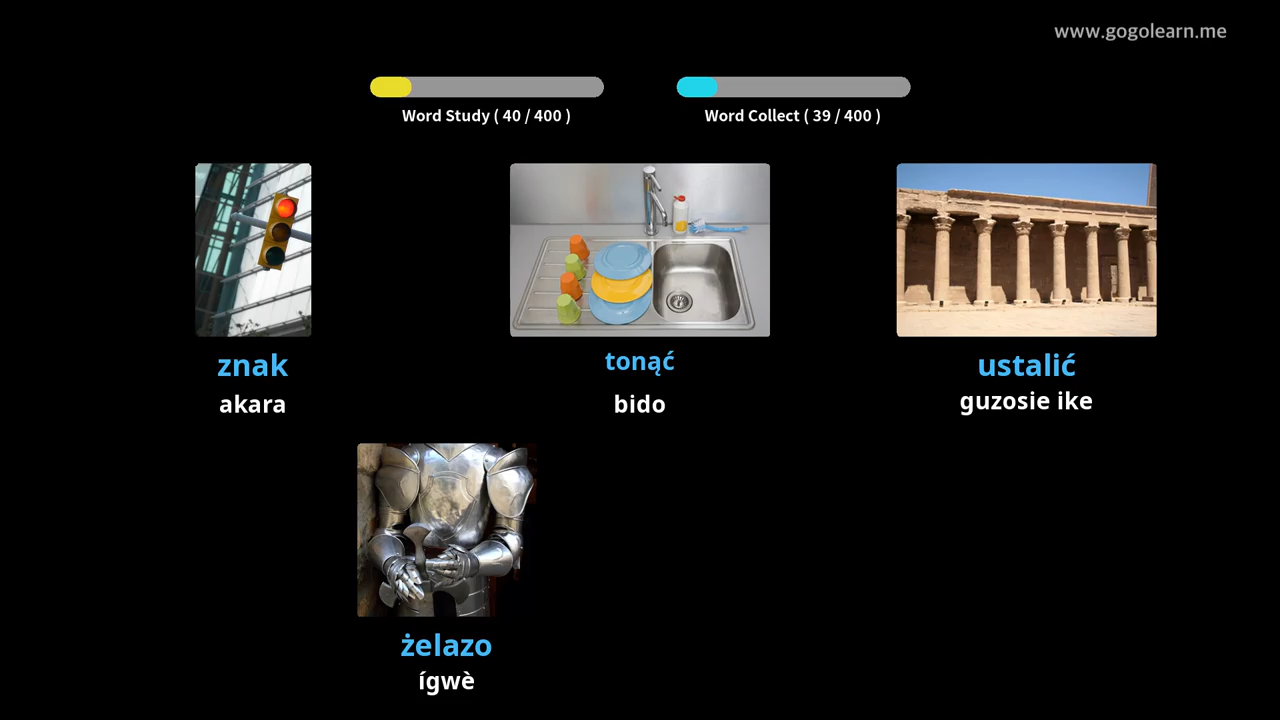 www.gogolearn.me
Word Study ( 40 / 400 )
Word Collect ( 39 / 400 )
znak
akara
tonąć
bido
ustalić
guzosie ike
żelazo
ígwè